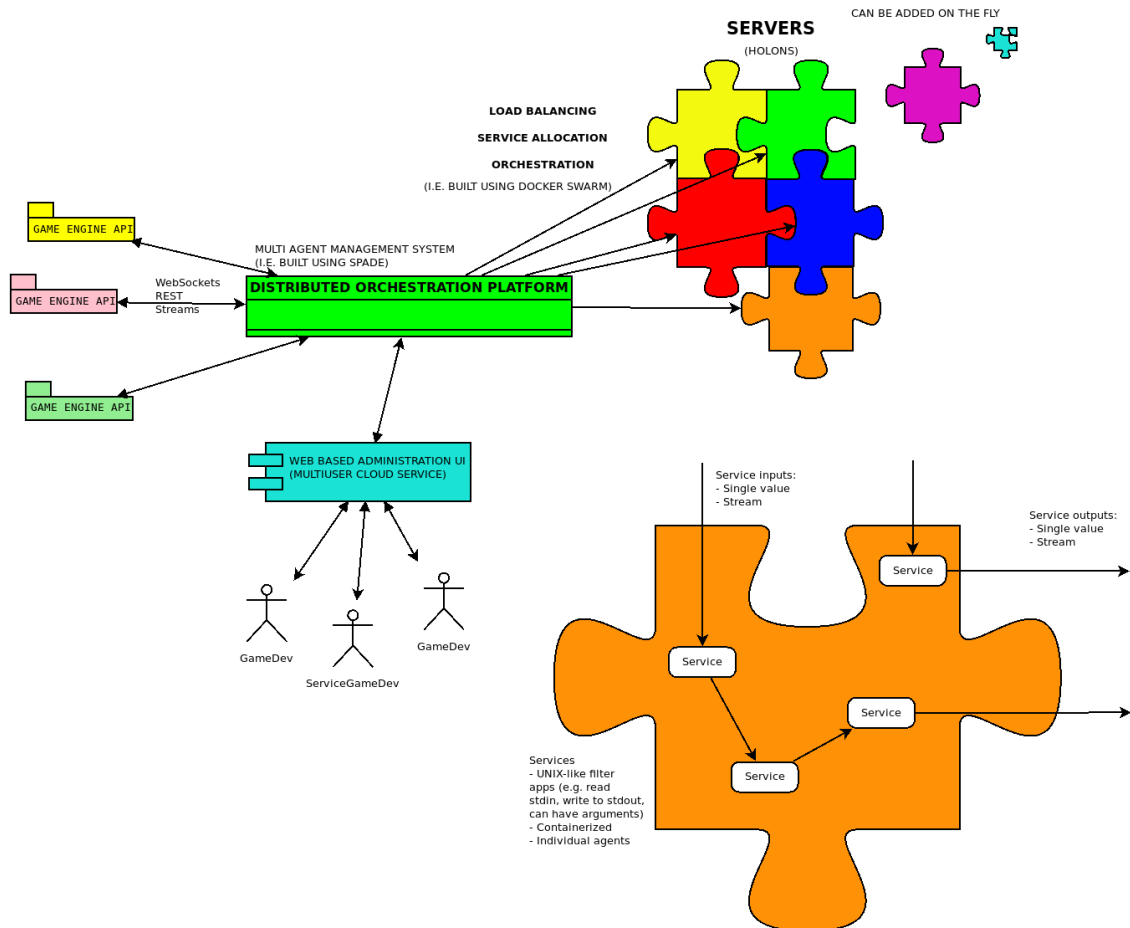 CAN BE ADDED ON THE FLY
SERVERS
(HOLONS)
LOAD BALANCING
SERVICE ALLOCATION
ORCHESTRATION
(I.E. BUILT USING DOCKER SWARM)
GAME ENGINE API
MULTI AGENT MANAGEMENT SYSTEM
(I.E. BUILT USING SPADE)
DISTRIBUTED ORCHESTRATION PLATFORM
GAME ENGINE API
WebSockets
REST
Streams
GAME ENGINE API
WEB BASED ADMINISTRATION UI
(MULTIUSER CLOUD SERVICE)
GameDev
ServiceGameDev
GameDev
Service inputs:
- Single value
- Stream
Service outputs:
- Single value
- Stream
Service
Service
Service
Service
Services
- UNIX-like filter
apps (e.g. read
stdin, write to stdout,
can have arguments)
- Containerized
- Individual agents